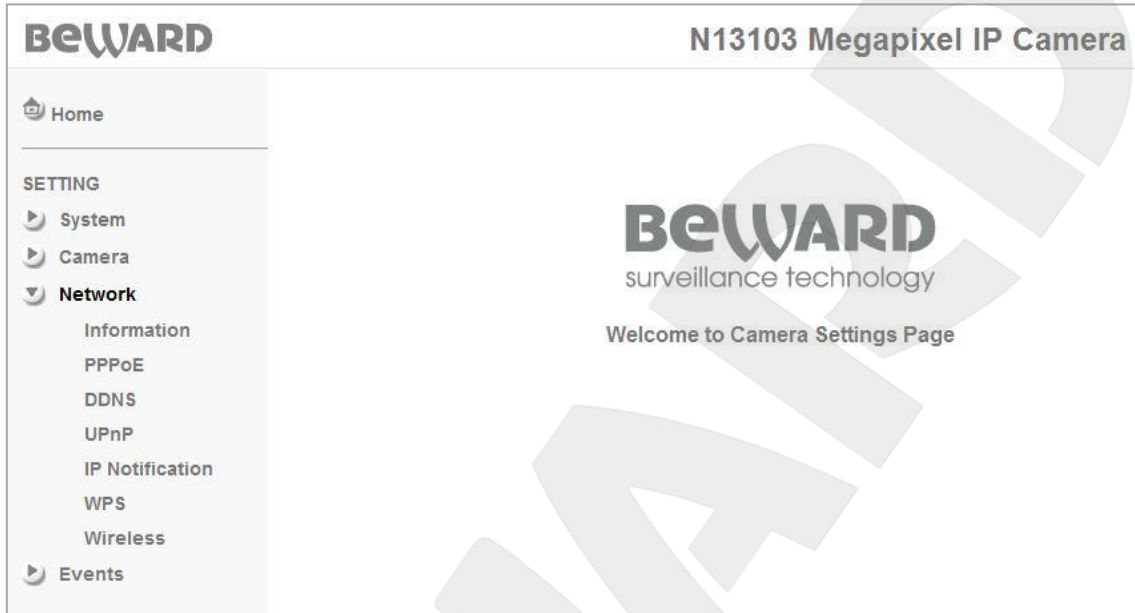 BEWARD
N13103 Megapixel IP Camera
Home
SETTING
System
Camera
Network
Information
PPPoE
DDNS
UPnP
IP Notification
WPS
Wireless
Events
BEWARD
surveillance technology
Welcome to Camera Settings Page